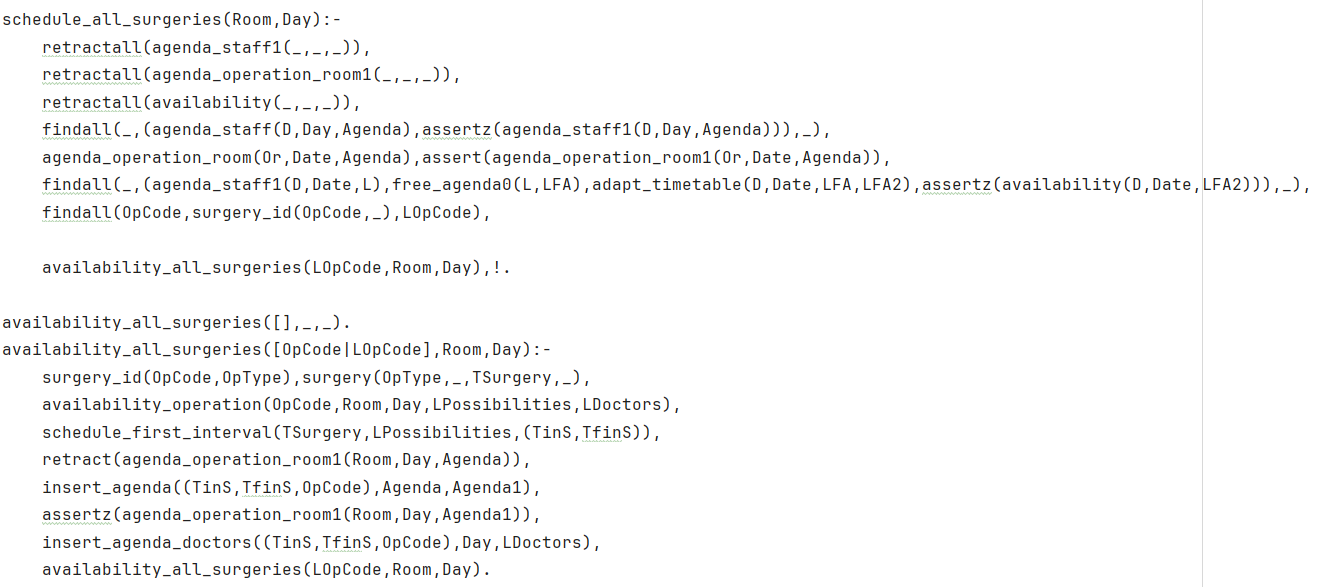 schedule_all_surgeries(Room,Day):-
    retractall(agenda_staff1(_,_,_)),
    retractall(agenda_operation_room1(_,_,_)),
    retractall(availability(_,_,_)),
    findall(_,(agenda_staff(D,Day,Agenda),assertz(agenda_staff1(D,Day,Agenda))),_),
    agenda_operation_room(Or,Date,Agenda),assert(agenda_operation_room1(Or,Date,Agenda)),
    findall(_,(agenda_staff1(D,Date,L),free_agenda0(L,LFA),adapt_timetable(D,Date,LFA,LFA2),assertz(availability(D,Date,LFA2))),_),
    findall(OpCode,surgery_id(OpCode,_),LOpCode),

    availability_all_surgeries(LOpCode,Room,Day),!.

availability_all_surgeries([],_,_).
availability_all_surgeries([OpCode|LOpCode],Room,Day):-
    surgery_id(OpCode,OpType),surgery(OpType,_,TSurgery,_),
    availability_operation(OpCode,Room,Day,LPossibilities,LDoctors),
    schedule_first_interval(TSurgery,LPossibilities,(TinS,TfinS)),
    retract(agenda_operation_room1(Room,Day,Agenda)),
    insert_agenda((TinS,TfinS,OpCode),Agenda,Agenda1),
    assertz(agenda_operation_room1(Room,Day,Agenda1)),
    insert_agenda_doctors((TinS,TfinS,OpCode),Day,LDoctors),
    availability_all_surgeries(LOpCode,Room,Day).